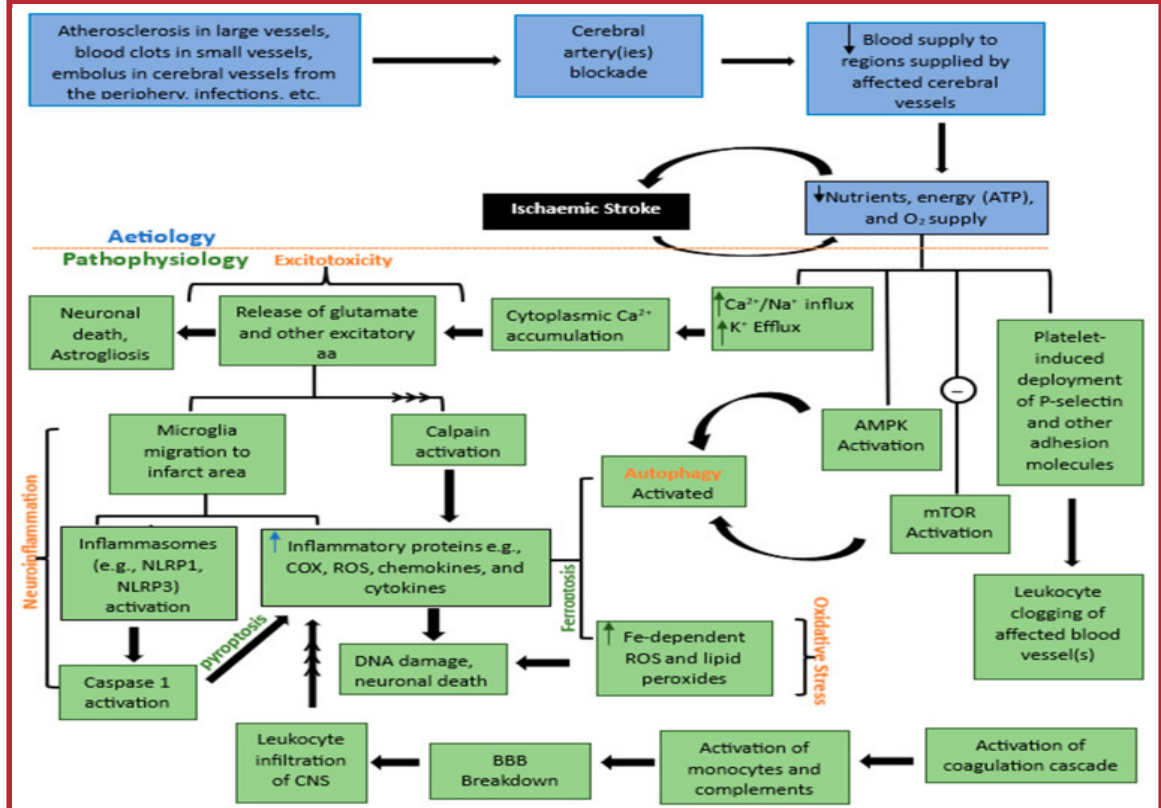 Atherosclerosis in large vessels,
blood clots in small vessels,
embolus in cerebral vessels from
the periphery, infections, etc.
Cerebral
artery(ies)
blockade
↓ Blood supply to
regions supplied by
affected cerebral
vessels
Ischaemic Stroke
↓Nutrients, energy (ATP),
and O₂ supply
Aetiology
Pathophysiology
Excitotoxicity
Neuronal
death,
Astrogliosis
Release of glutamate
and other excitatory
aa
Cytoplasmic Ca²⁺
accumulation
↑Ca²⁺/Na⁺ influx
↑K⁺ Efflux
Platelet-
induced
deployment
of P-selectin
and other
adhesion
molecules
−
Neuroinflammation
Microglia
migration to
infarct area
Calpain
activation
Autophagy
Activated
AMPK
Activation
mTOR
Activation
Inflammasomes
(e.g., NLRP1,
NLRP3)
activation
↑ Inflammatory proteins e.g.,
COX, ROS, chemokines, and
cytokines
Ferroptosis
Leukocyte
clogging of
affected blood
vessel(s)
pyroptosis
Caspase 1
activation
DNA damage,
neuronal death
↑ Fe-dependent
ROS and lipid
peroxides
Oxidative Stress
Leukocyte
infiltration
of CNS
BBB
Breakdown
Activation of
monocytes and
complements
Activation of
coagulation cascade